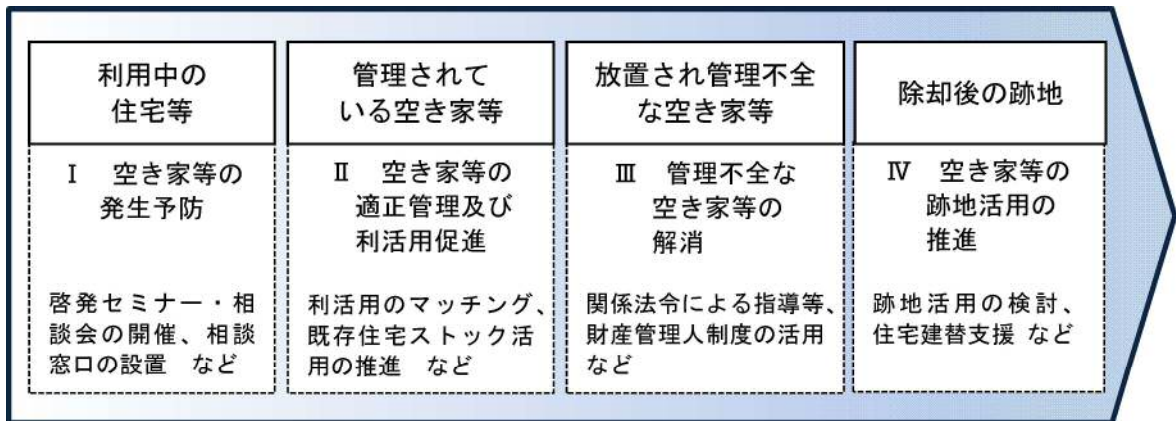 利用中の
住宅等
Ⅰ 空き家等の
発生予防
啓発セミナー・相
談会の開催、相談
窓口の設置 など
管理されて
いる空き家等
Ⅱ 空き家等の
適正管理及び
利活用促進
利活用のマッチング、
既存住宅ストック活
用の推進 など
放置され管理不全
な空き家等
Ⅲ 管理不全な
空き家等の
解消
関係法令による指導等、
財産管理人制度の活用
など
除却後の跡地
Ⅳ 空き家等の
跡地活用の
推進
跡地活用の検討、
住宅建替支援 など